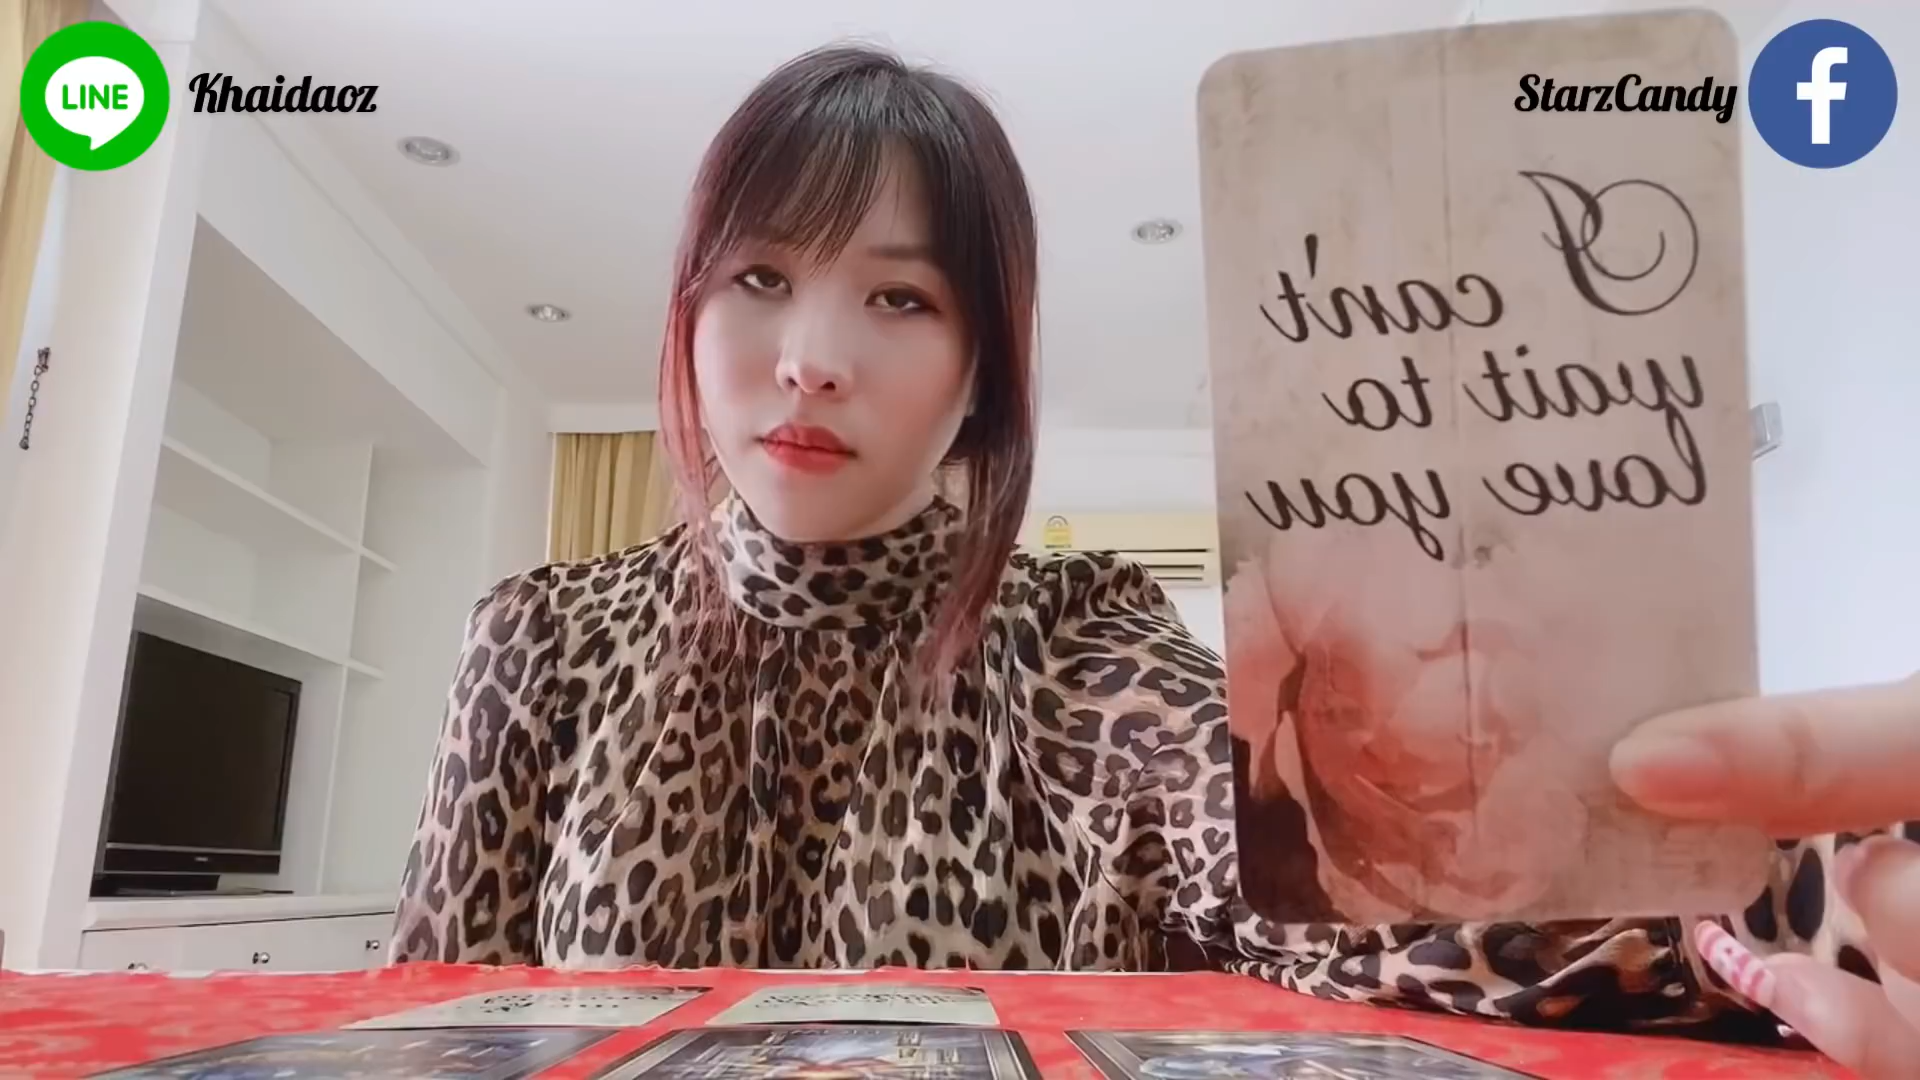 LINE
Khaidaoz
StarzCandy
f
I can't
wait to
love you